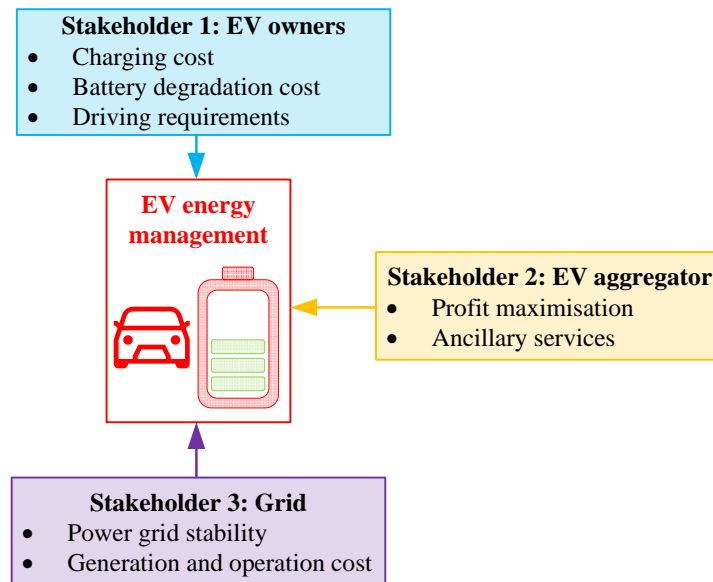 Stakeholder 1: EV owners
• Charging cost
• Battery degradation cost
• Driving requirements
EV energy
management
Stakeholder 2: EV aggregator
• Profit maximisation
• Ancillary services
Stakeholder 3: Grid
• Power grid stability
• Generation and operation cost